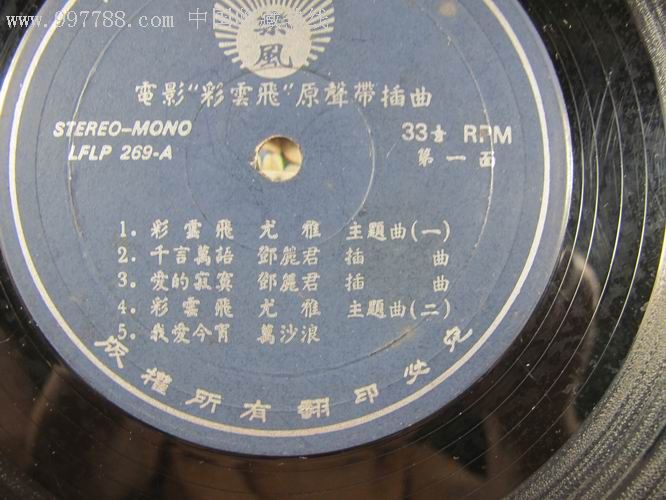 www.997788.com 中国收藏热线
風
電影"彩雲飛"原聲帶插曲
STEREO-MONO
LFLP 269-A
33⅓ RPM
第一面
1. 彩雲飛 尤雅 主題曲(一)
2. 千言萬語 鄧麗君 插曲
3. 愛的寂寞 鄧麗君 插曲
4. 彩雲飛 尤雅 主題曲(二)
5. 我愛今宵 萬沙浪
版權所有翻印必究